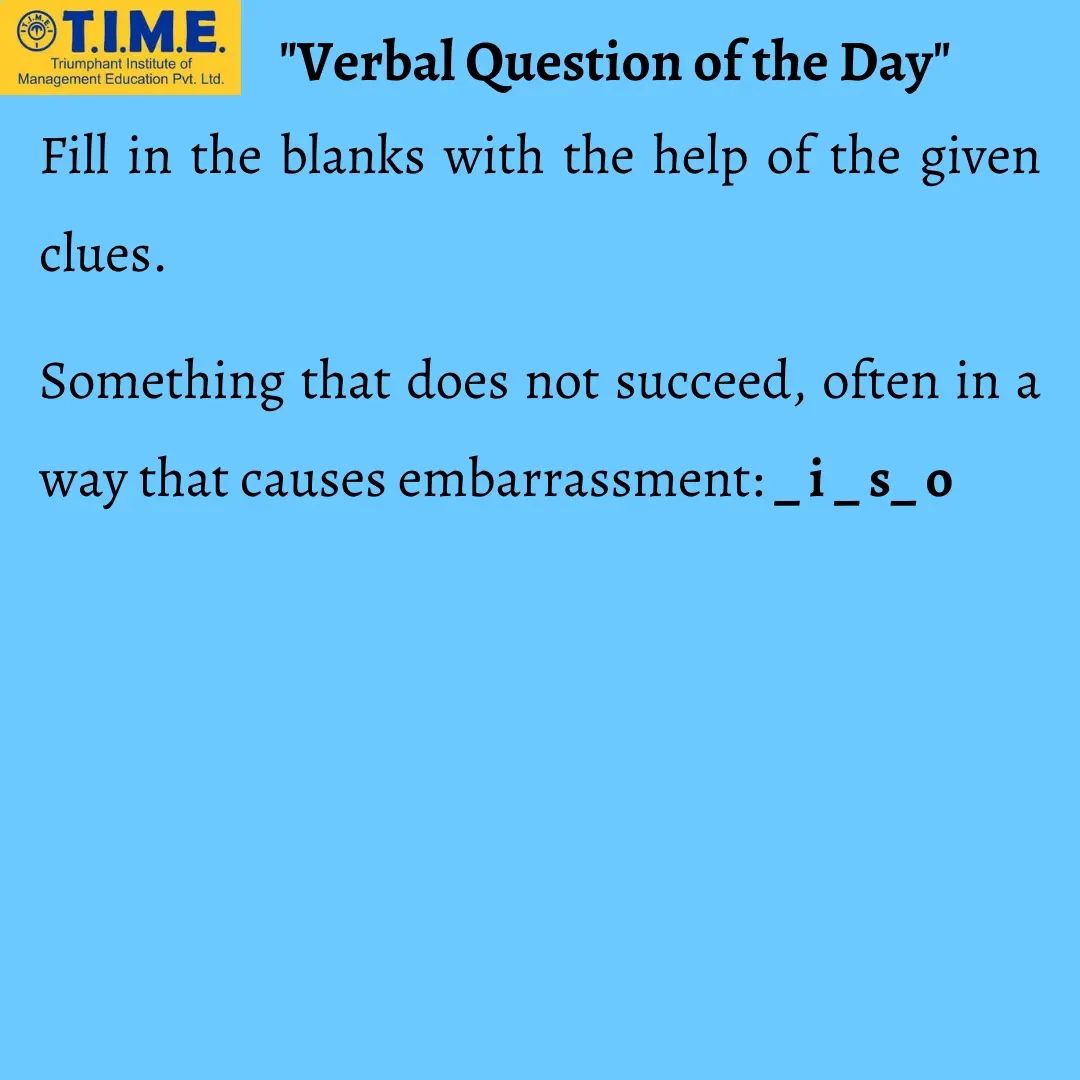 T.I.M.E.
T.I.M.E.
Triumphant Institute of
Management Education Pvt. Ltd.
"Verbal Question of the Day"
Fill in the blanks with the help of the given
clues.
Something that does not succeed, often in a
way that causes embarrassment: _ i _ s_ o